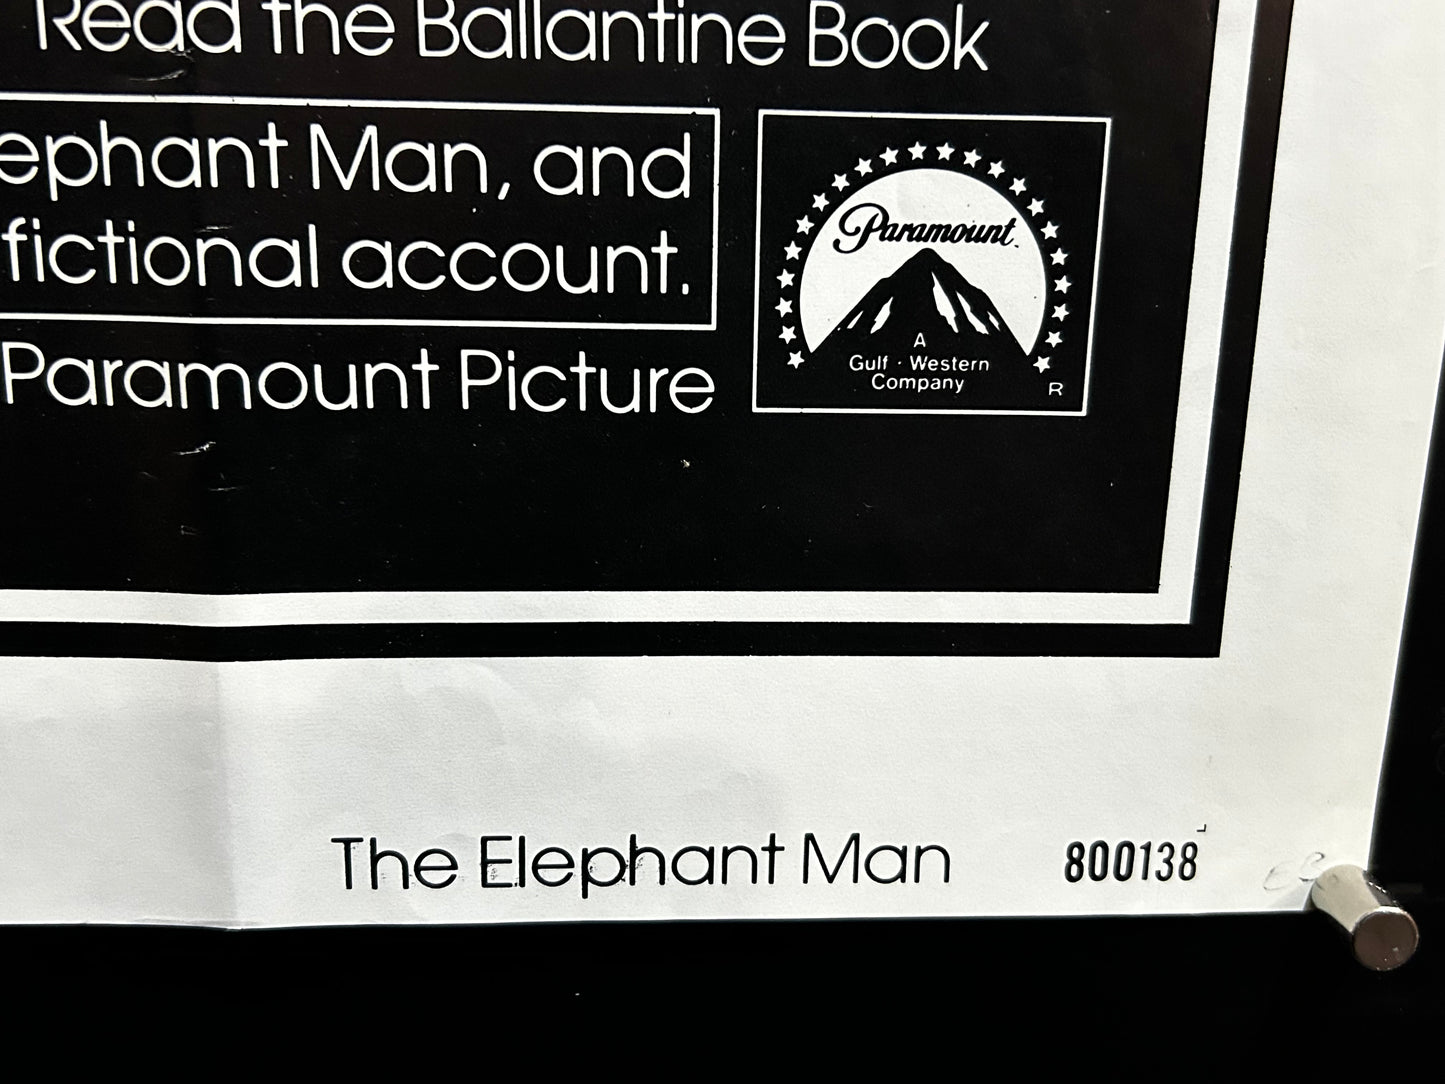 Read the Ballantine Book
ephant Man, and
fictional account.
Paramount Picture
Paramount
A
Gulf · Western
Company
R
The Elephant Man 800138